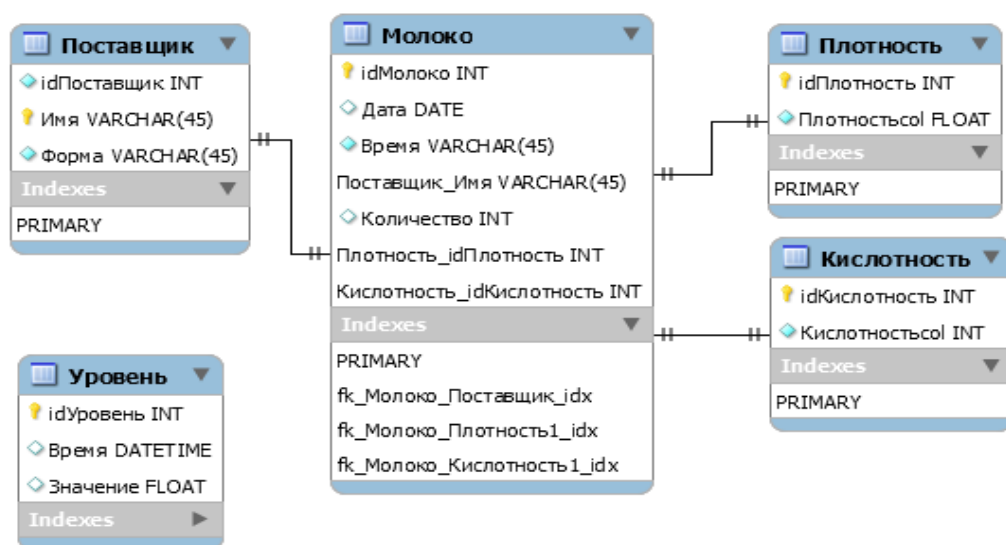 Поставщик
idПоставщик INT
Имя VARCHAR(45)
Форма VARCHAR(45)
Indexes
PRIMARY
Молоко
idМолоко INT
Дата DATE
Время VARCHAR(45)
Поставщик_Имя VARCHAR(45)
Количество INT
Плотность_idПлотность INT
Кислотность_idКислотность INT
Indexes
PRIMARY
fk_Молоко_Поставщик_idx
fk_Молоко_Плотность1_idx
fk_Молоко_Кислотность1_idx
Плотность
idПлотность INT
Плотностьcol FLOAT
Indexes
PRIMARY
Кислотность
idКислотность INT
Кислотностьcol INT
Indexes
PRIMARY
Уровень
idУровень INT
Время DATETIME
Значение FLOAT
Indexes